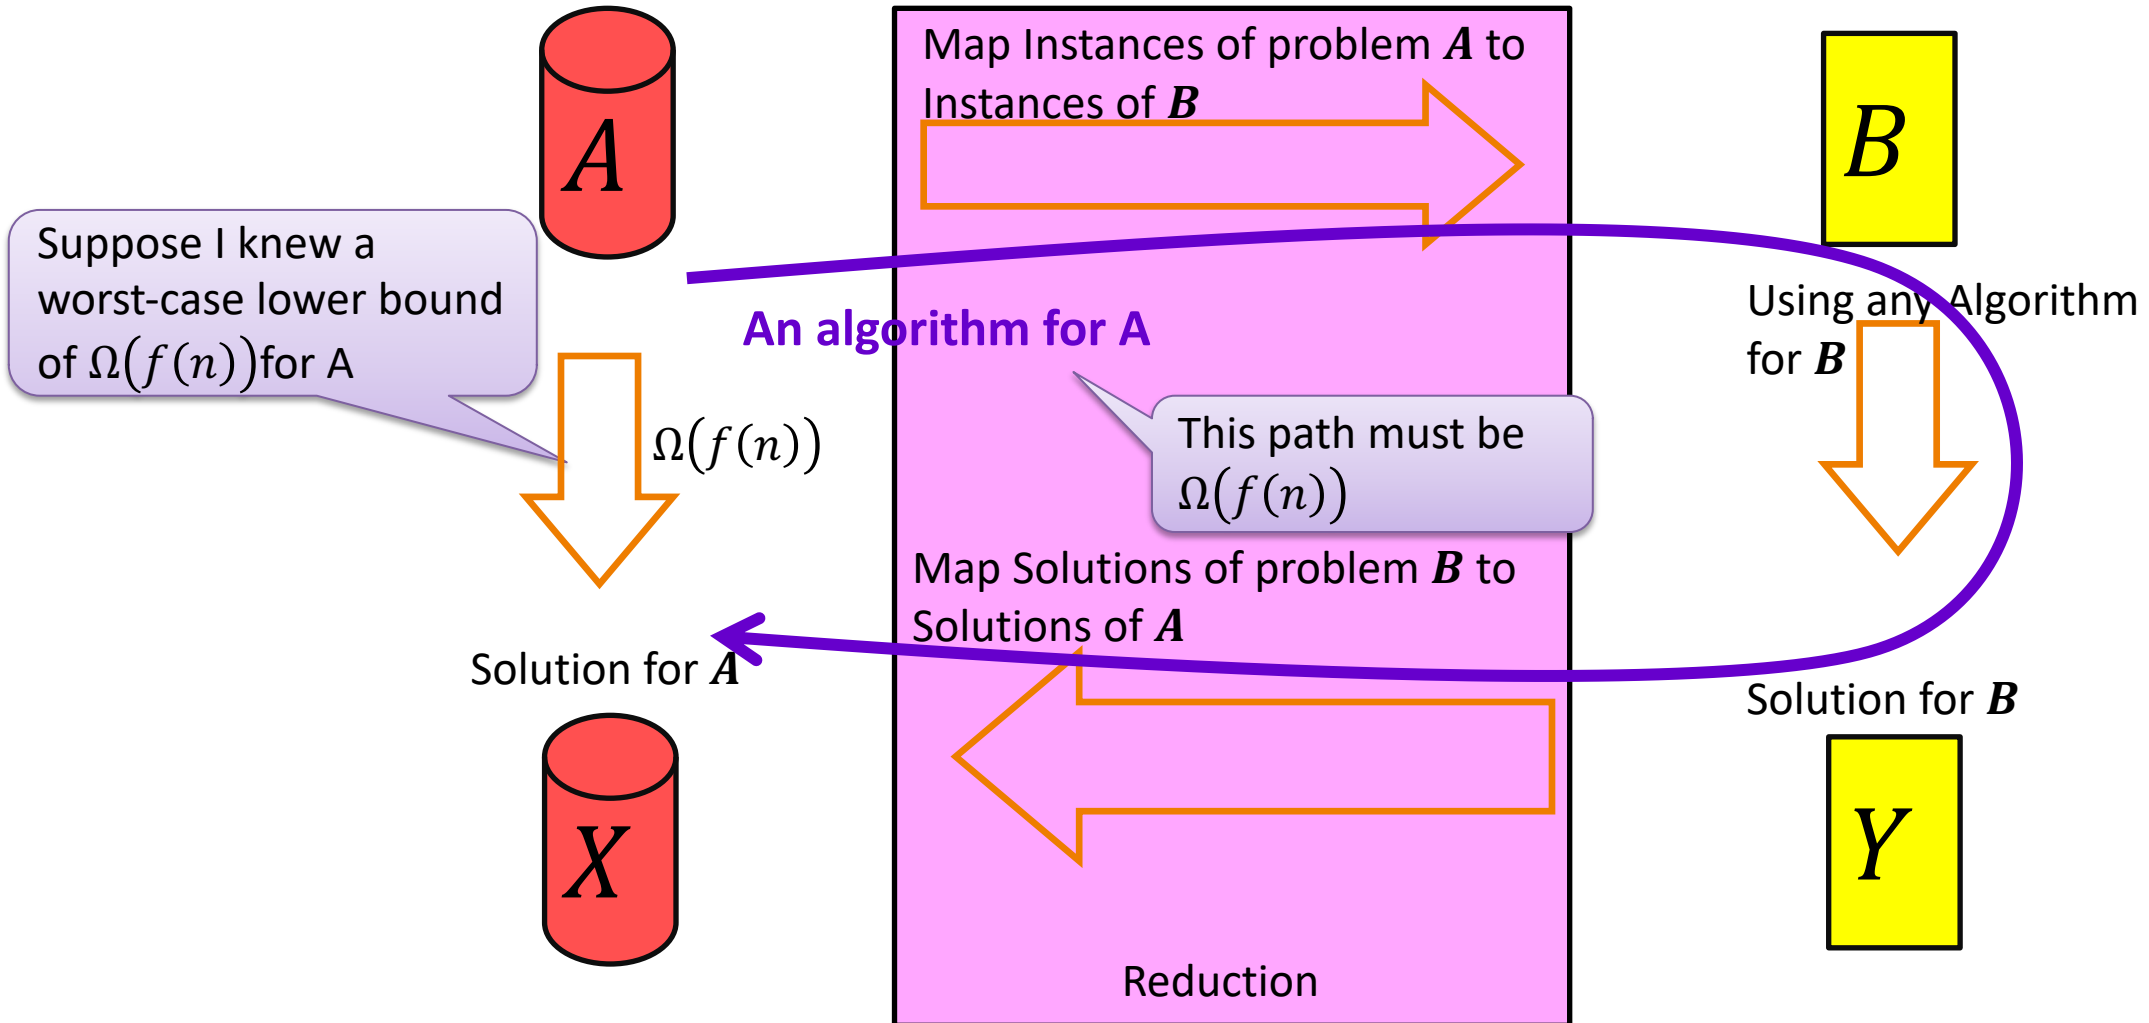 Map Instances of problem A to
Instances of B
A
B
Suppose I knew a
worst-case lower bound
of Ω(f(n))for A
Using any Algorithm
for B
An algorithm for A
Ω(f(n))
This path must be
Ω(f(n))
Map Solutions of problem B to
Solutions of A
Solution for A
Solution for B
X
Y
Reduction